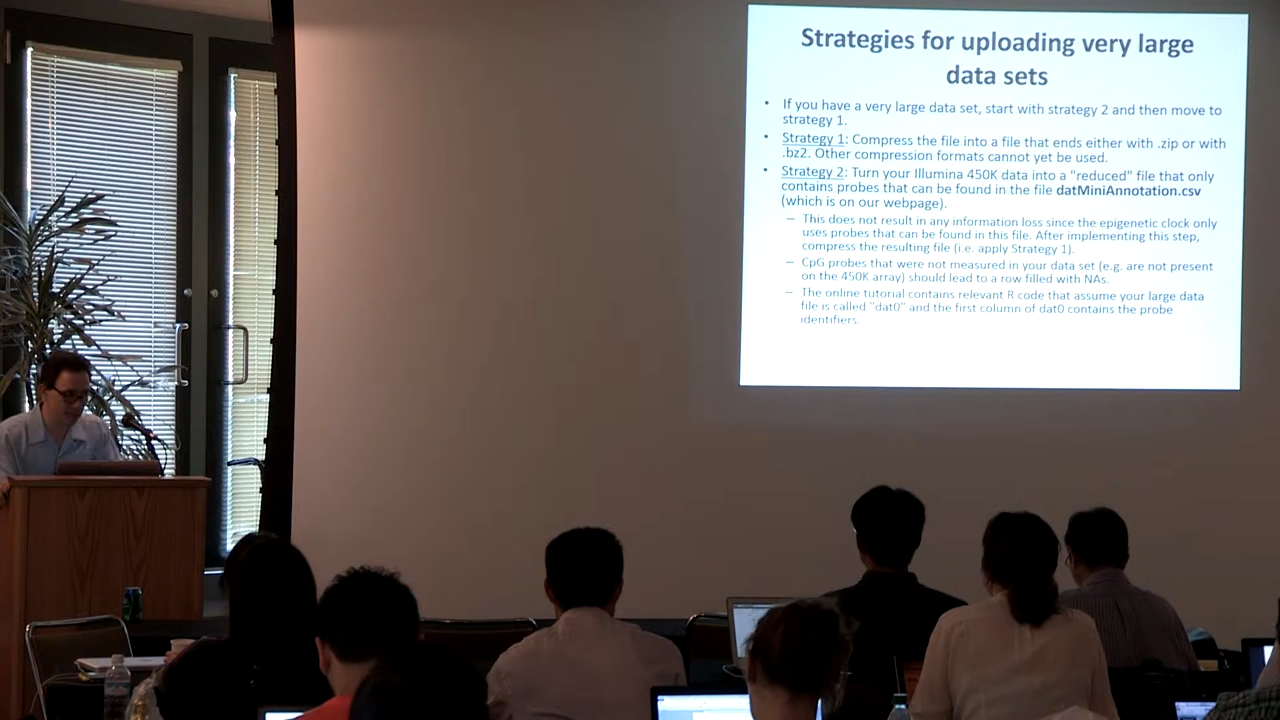 Strategies for uploading very large
data sets
• If you have a very large data set, start with strategy 2 and then move to
strategy 1.
• Strategy 1: Compress the file into a file that ends either with .zip or with
.bz2. Other compression formats cannot yet be used.
• Strategy 2: Turn your Illumina 450K data into a "reduced" file that only
contains probes that can be found in the file datMiniAnnotation.csv
(which is on our webpage).
– This does not result in any information loss since the epigenetic clock only
uses probes that can be found in this file. After implementing this step,
compress the resulting file (i.e. apply Strategy 1).
– CpG probes that were not measured in your data set (e.g. are not present
on the 450K array) should lead to a row filled with NAs.
– The online tutorial contains relevant R code that assume your large data
file is called "dat0" and the first column of dat0 contains the probe
identifiers.